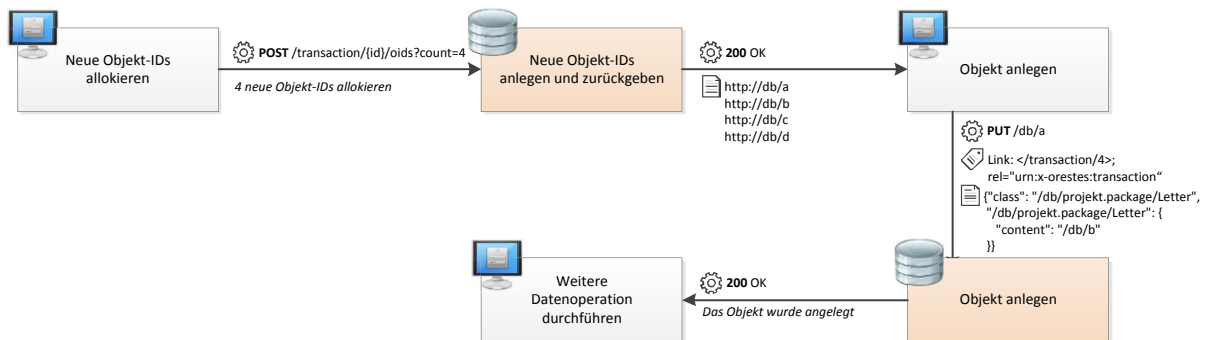 Neue Objekt-IDs
allokieren
POST /transaction/{id}/oids?count=4
4 neue Objekt-IDs allokieren
Neue Objekt-IDs
anlegen und zurückgeben
200 OK
http://db/a
http://db/b
http://db/c
http://db/d
Objekt anlegen
PUT /db/a
Link: </transaction/4>;
rel="urn:x-orestes:transaction“
{"class": "/db/projekt.package/Letter",
"/db/projekt.package/Letter": {
"content": "/db/b"
}}
Objekt anlegen
200 OK
Das Objekt wurde angelegt
Weitere
Datenoperation
durchführen